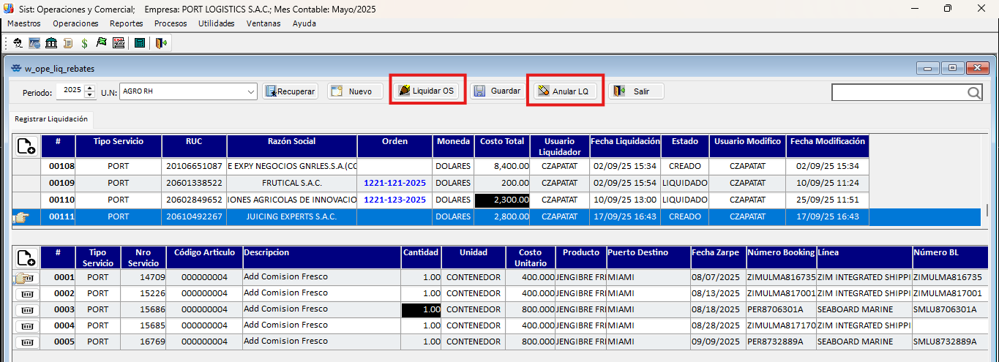 Sist: Operaciones y Comercial;    Empresa: PORT LOGISTICS S.A.C.; Mes Contable: Mayo/2025
Maestros Operaciones Reportes Procesos Utilidades Ventanas Ayuda
w_ope_liq_rebates
Periodo: 2025 U.N: AGRO RH Recuperar Nuevo Liquidar OS Guardar Anular LQ Salir
Registrar Liquidación
# Tipo Servicio RUC Razón Social Orden Moneda Costo Total Usuario Liquidador Fecha Liquidación Estado Usuario Modifico Fecha Modificación
00108 PORT 20106651087 E EXP.Y NEGOCIOS GNRLES.S.A.(CC DOLARES 8,400.00 CZAPATAT 02/09/25 15:34 CREADO CZAPATAT 02/09/25 15:34
00109 PORT 20601338522 FRUTICAL S.A.C. 1221-121-2025 DOLARES 200.00 CZAPATAT 02/09/25 15:54 LIQUIDADO CZAPATAT 10/09/25 11:24
00110 PORT 20602849652 IONES AGRICOLAS DE INNOVACIO 1221-123-2025 DOLARES 2,300.00 CZAPATAT 10/09/25 13:00 LIQUIDADO CZAPATAT 25/09/25 11:51
00111 PORT 20610492267 JUICING EXPERTS S.A.C. DOLARES 2,800.00 CZAPATAT 17/09/25 16:43 CREADO CZAPATAT 17/09/25 16:43
# Tipo Servicio Nro Servicio Código Articulo Descripcion Cantidad Unidad Costo Unitario Producto Puerto Destino Fecha Zarpe Número Booking Línea Número BL
0001 PORT 14709 000000004 Add Comision Fresco 1.00 CONTENEDOR 400.000 JENGIBRE FRI MIAMI 08/07/2025 ZIMULMA816735 ZIM INTEGRATED SHIPPI ZIMULMA816735
0002 PORT 15226 000000004 Add Comision Fresco 1.00 CONTENEDOR 400.000 JENGIBRE FRI MIAMI 08/13/2025 ZIMULMA817001 ZIM INTEGRATED SHIPPI ZIMULMA817001
0003 PORT 15686 000000004 Add Comision Fresco 1.00 CONTENEDOR 800.000 JENGIBRE FRI MIAMI 08/18/2025 PER8706301A SEABOARD MARINE SMLU8706301A
0004 PORT 15685 000000004 Add Comision Fresco 1.00 CONTENEDOR 400.000 JENGIBRE FRI MIAMI 08/28/2025 ZIMULMA817170 ZIM INTEGRATED SHIPPI
0005 PORT 16769 000000004 Add Comision Fresco 1.00 CONTENEDOR 800.000 JENGIBRE FRI MIAMI 09/09/2025 PER8732889A SEABOARD MARINE SMLU8732889A